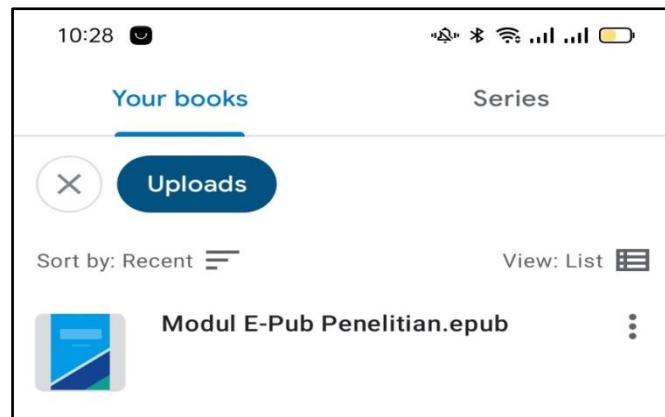 10:28
Your books Series
Uploads
Sort by: Recent View: List
Modul E-Pub Penelitian.epub